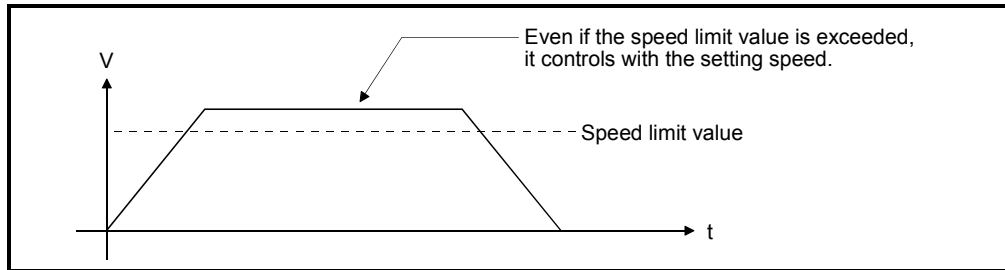 Even if the speed limit value is exceeded,
it controls with the setting speed.
V
Speed limit value
t